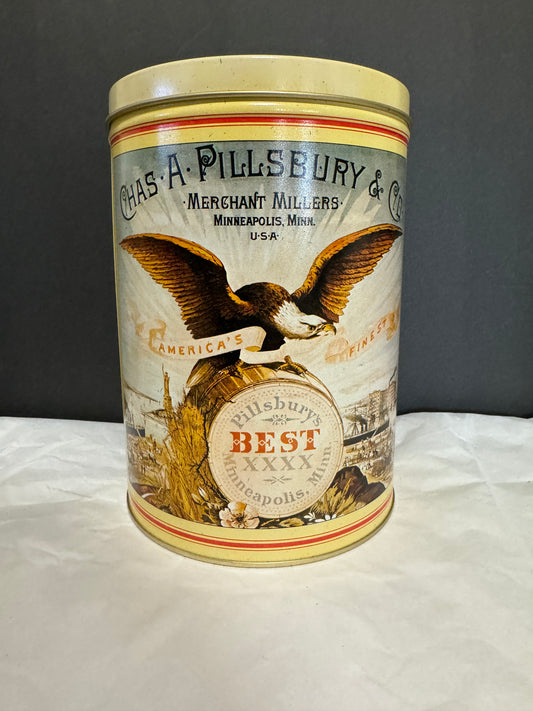 CHAS·A·PILLSBURY & Co
·MERCHANT MILLERS·
MINNEAPOLIS, MINN.
U·S·A·
AMERICA'S FINEST
Pillsbury's
BEST
XXXX
Minneapolis, Minn.